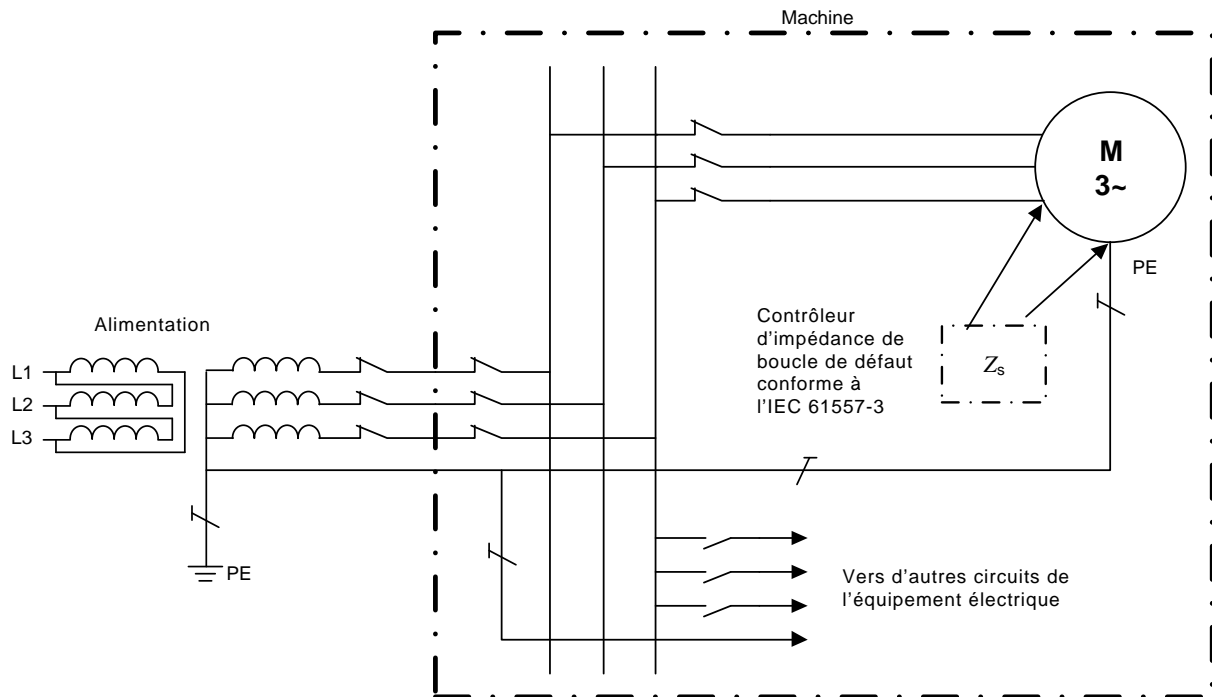 Machine
M
3~
PE
Contrôleur
d'impédance de
boucle de défaut
conforme à
l'IEC 61557-3
Zs
Alimentation
L1
L2
L3
PE
Vers d'autres circuits de
l'équipement électrique